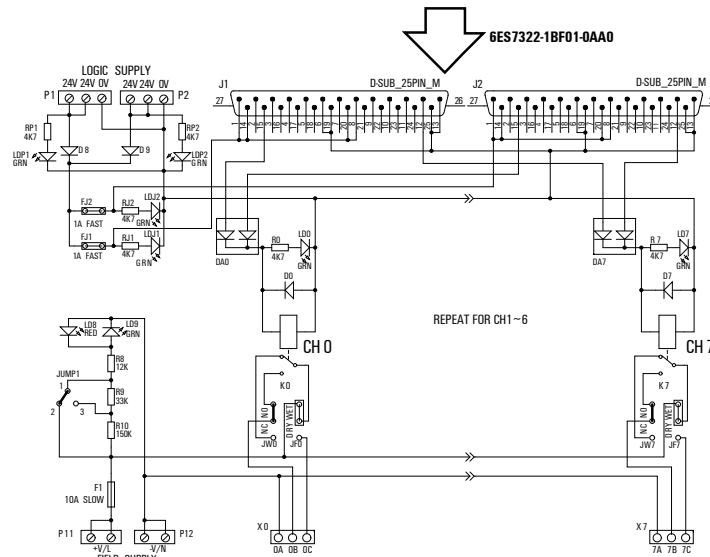 6ES7322-1BF01-0AA0
LOGIC SUPPLY
24V 24V 0V 24V 24V 0V
P1 P2
J1 D-SUB_25PIN_M J2 D-SUB_25PIN_M
27 26 27
RP1 4K7
RP2 4K7
D8 D9
LDP1 GRN
LDP2 GRN
FJ2 RJ2 LDJ2
1A FAST 4K7 GRN
FJ1 RJ1 LDJ1
1A FAST 4K7 GRN
DA0 R0 4K7 LD0 GRN
D0
DA7 R7 4K7 LD7 GRN
D7
REPEAT FOR CH1~6
CH 0
CH 7
K0
K7
LD8 RED
LD9 GRN
R8 12K
JUMP1
1
R9 33K
2 3
R10 150K
NC NO DRY WET
JW0 JF0
NC NO DRY WET
JW7 JF7
F1
10A SLOW
P11 P12
+V/L -V/N
FIELD SUPPLY
X0
0A 0B 0C
X7
7A 7B 7C